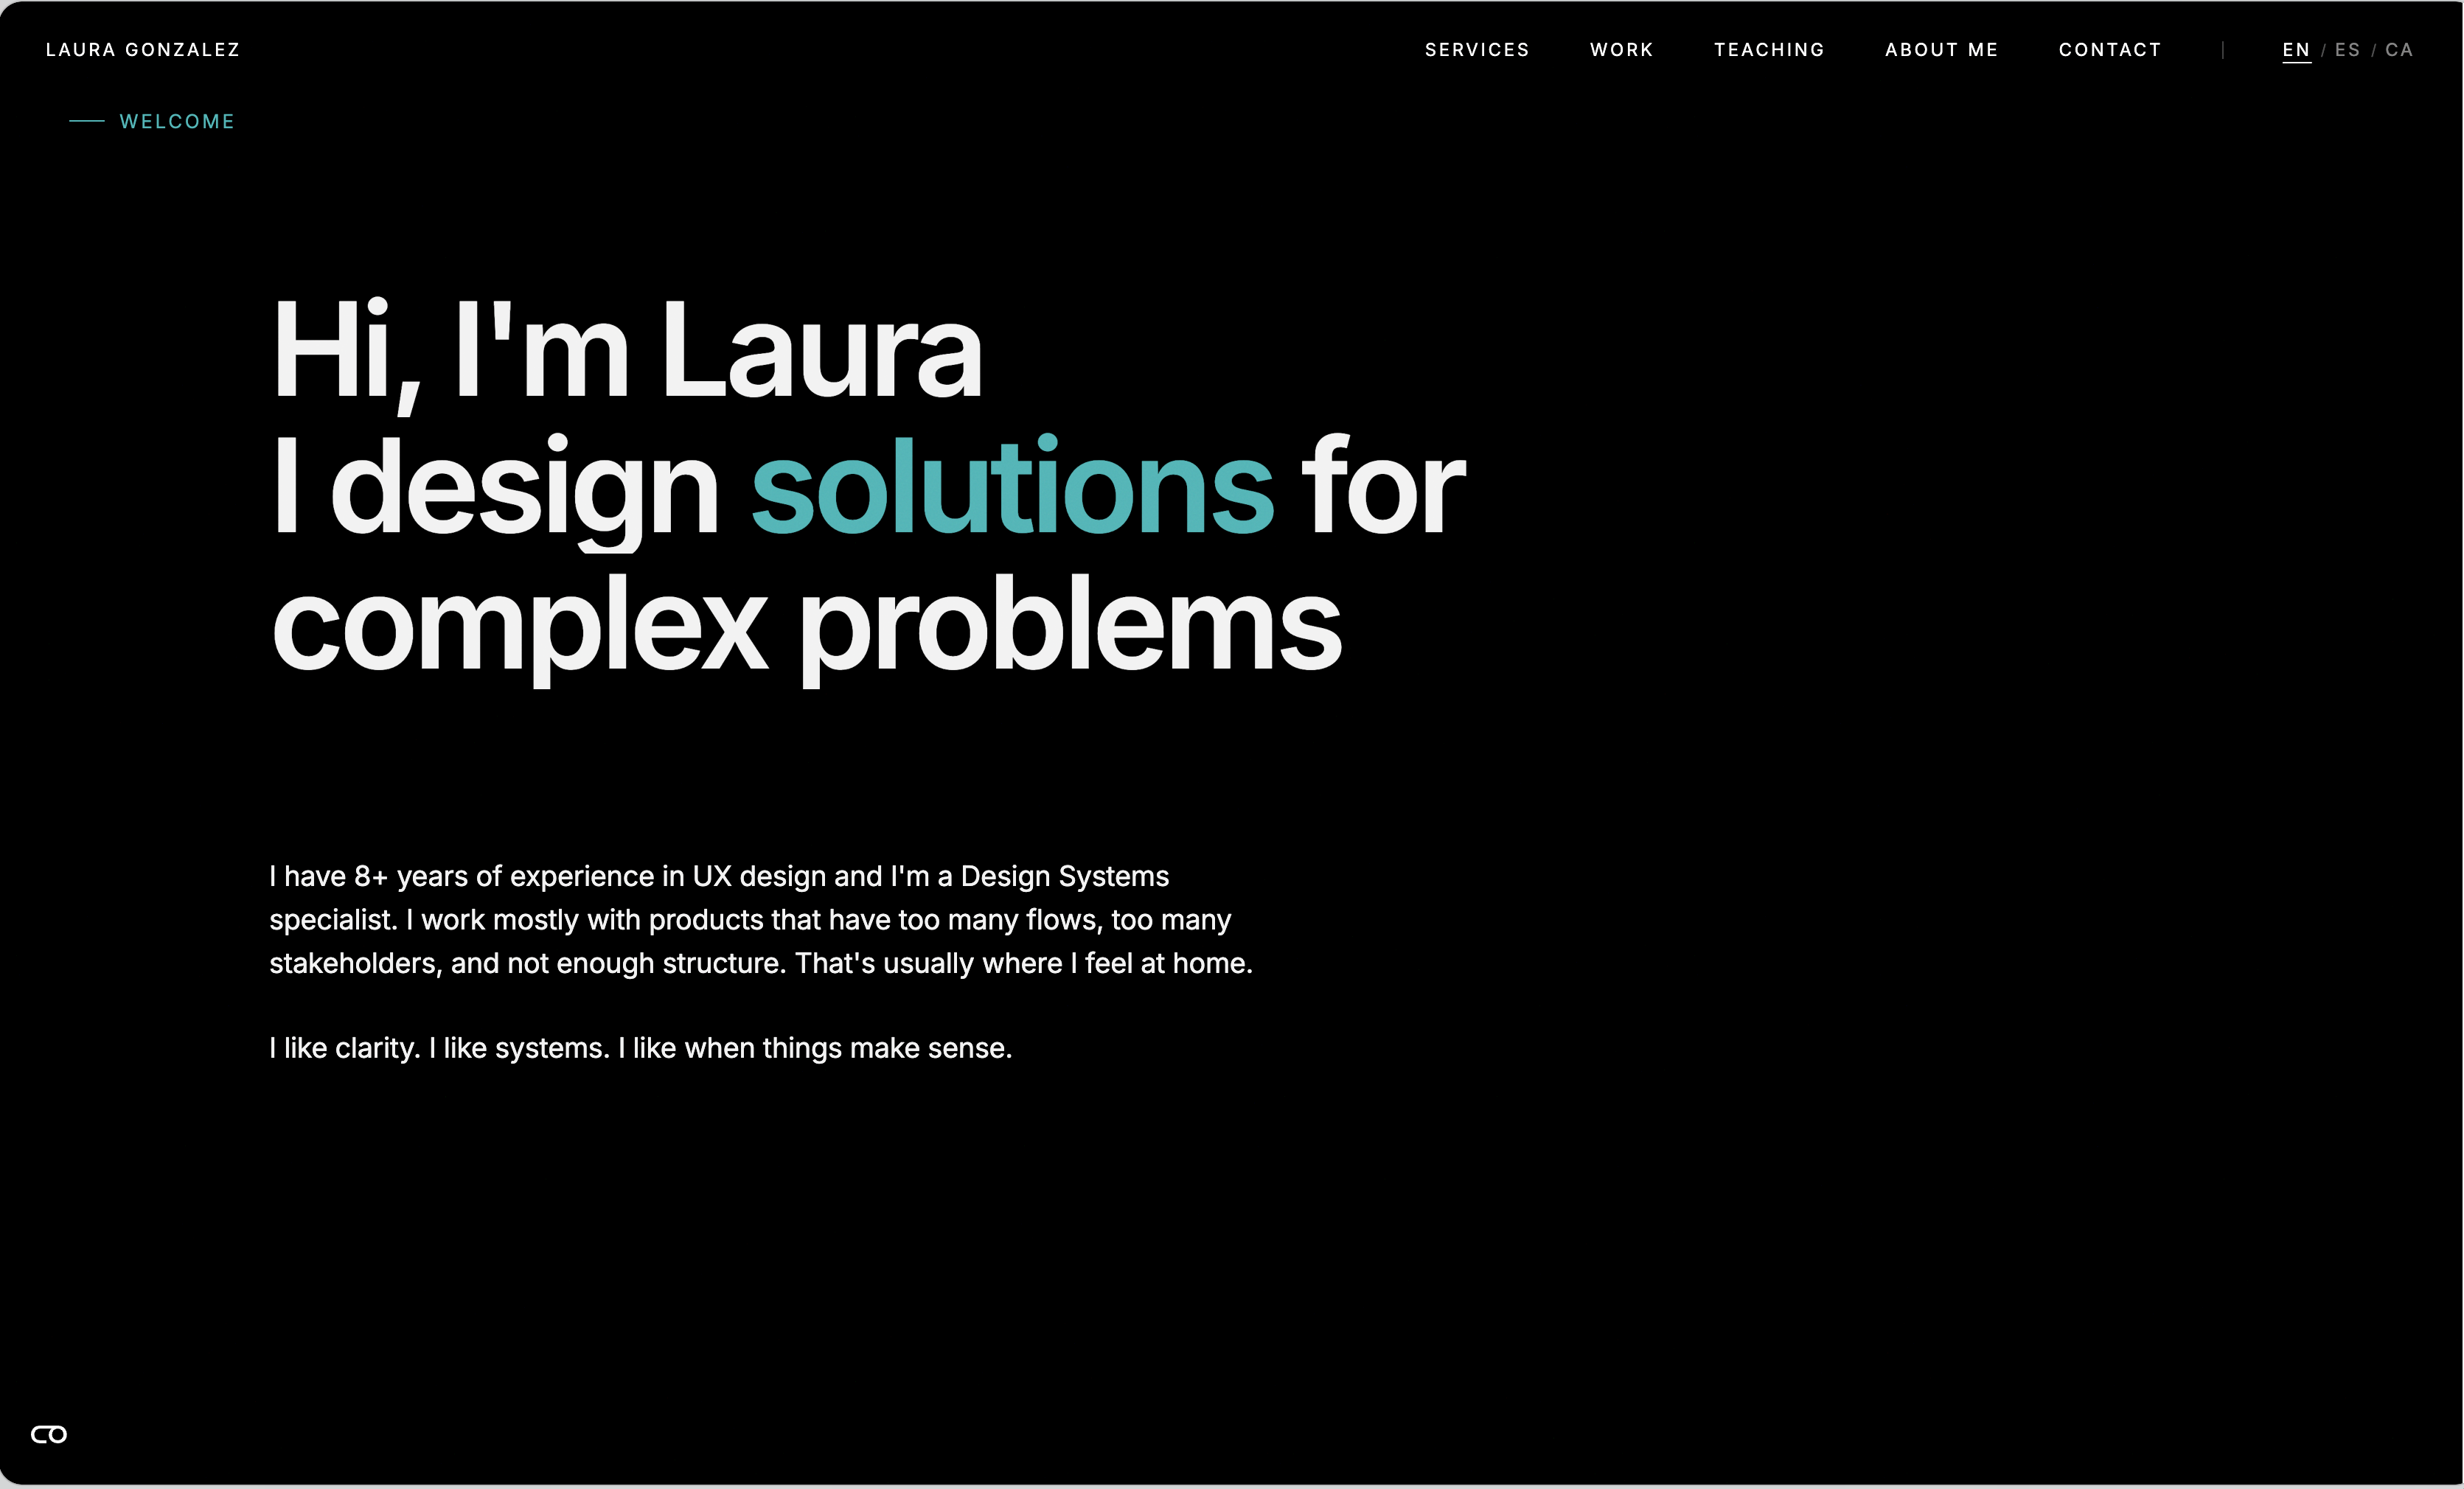 LAURA GONZALEZ
SERVICES WORK TEACHING ABOUT ME CONTACT | EN / ES / CA
WELCOME
Hi, I'm Laura
I design solutions for
complex problems
I have 8+ years of experience in UX design and I'm a Design Systems
specialist. I work mostly with products that have too many flows, too many
stakeholders, and not enough structure. That's usually where I feel at home.
I like clarity. I like systems. I like when things make sense.